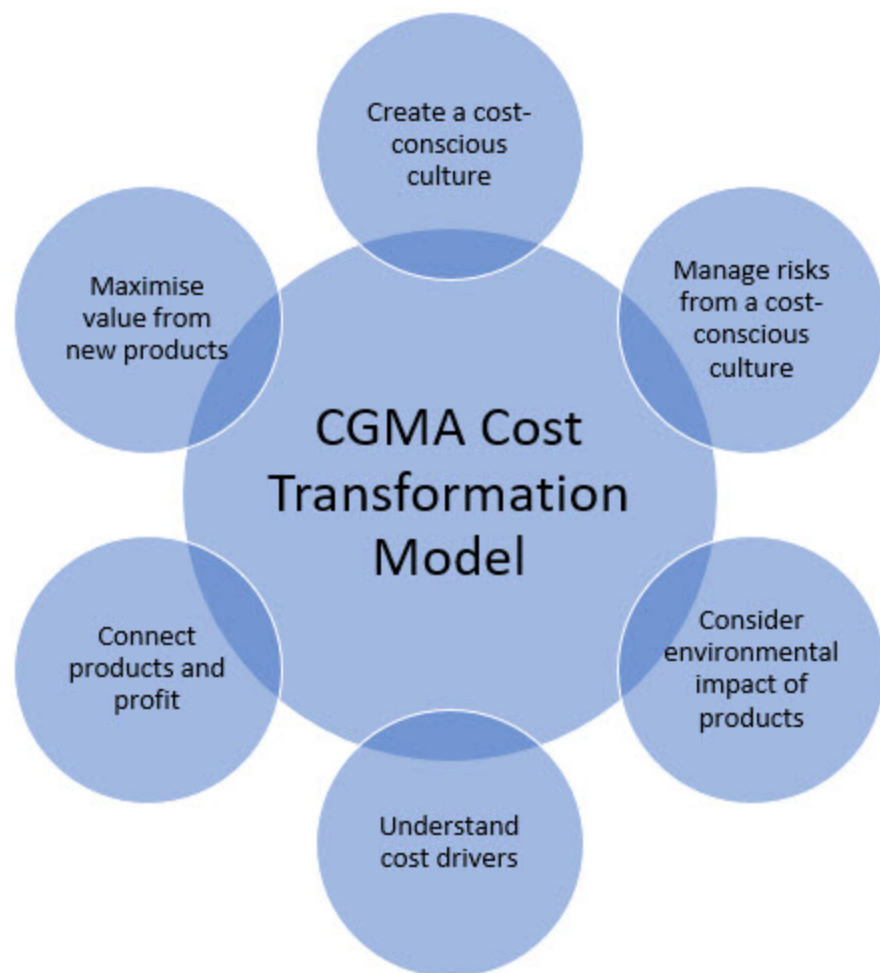 Create a cost-
conscious
culture
Manage risks
from a cost-
conscious
culture
Consider
environmental
impact of
products
Understand
cost drivers
Connect
products and
profit
Maximise
value from
new products
CGMA Cost
Transformation
Model